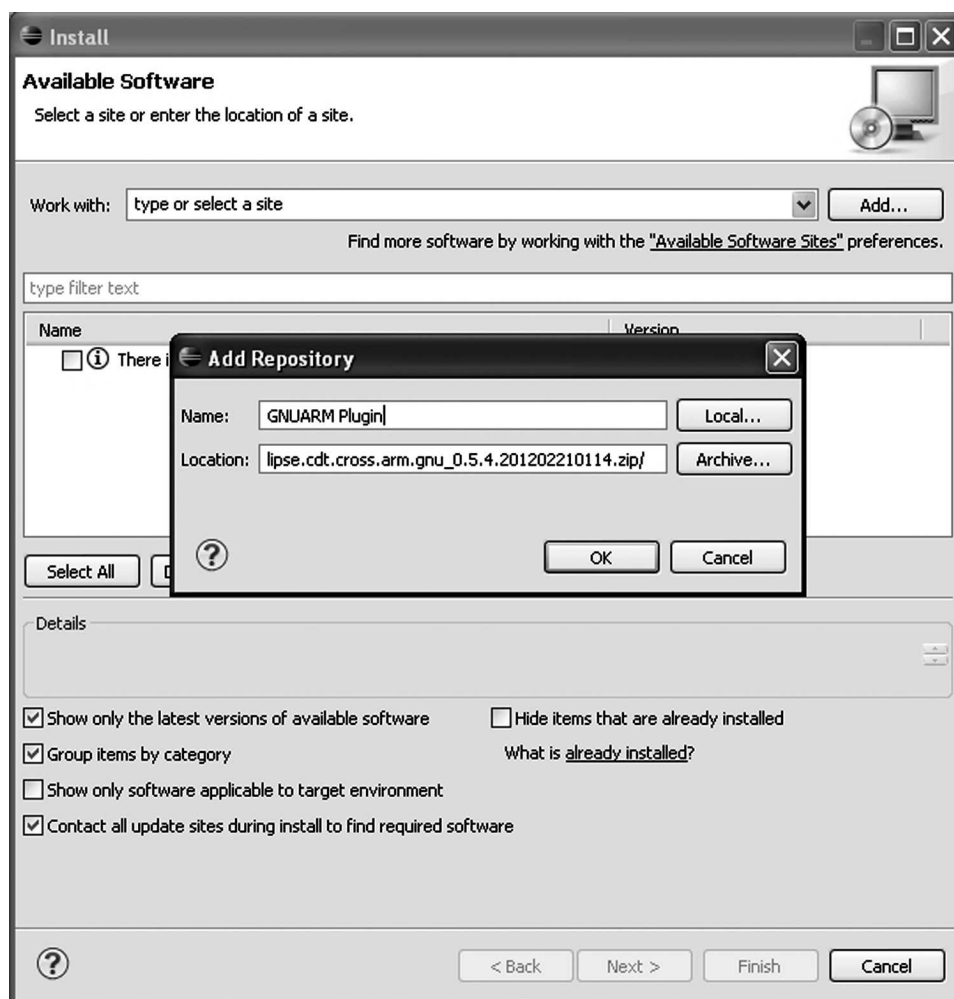 Install
Available Software
Select a site or enter the location of a site.
Work with: type or select a site Add...
Find more software by working with the "Available Software Sites" preferences.
type filter text
Name Version
There i
Add Repository
Name: GNUARM Plugin Local...
Location: lipse.cdt.cross.arm.gnu_0.5.4.201202210114.zip/ Archive...
? OK Cancel
Select All
Details
Show only the latest versions of available software Hide items that are already installed
Group items by category What is already installed?
Show only software applicable to target environment
Contact all update sites during install to find required software
? < Back Next > Finish Cancel